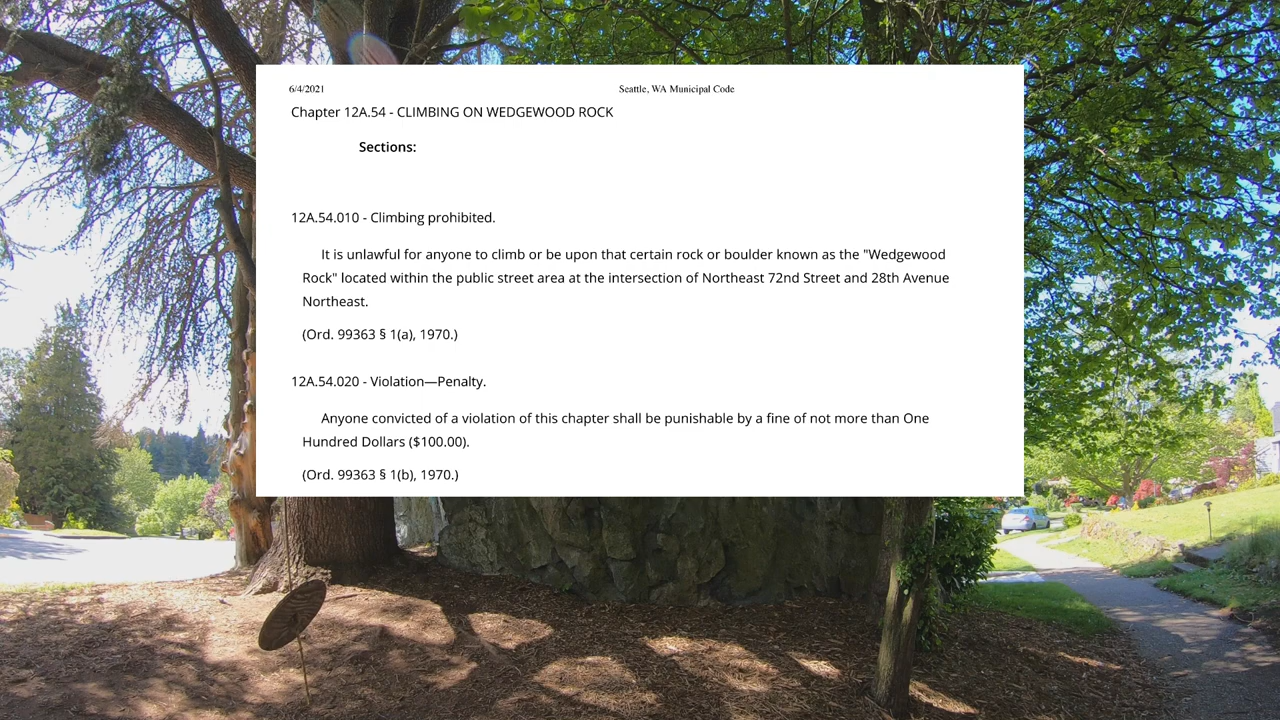 6/4/2021 Seattle, WA Municipal Code
Chapter 12A.54 - CLIMBING ON WEDGEWOOD ROCK
Sections:
12A.54.010 - Climbing prohibited.
It is unlawful for anyone to climb or be upon that certain rock or boulder known as the "Wedgewood
Rock" located within the public street area at the intersection of Northeast 72nd Street and 28th Avenue
Northeast.
(Ord. 99363 § 1(a), 1970.)
12A.54.020 - Violation—Penalty.
Anyone convicted of a violation of this chapter shall be punishable by a fine of not more than One
Hundred Dollars ($100.00).
(Ord. 99363 § 1(b), 1970.)